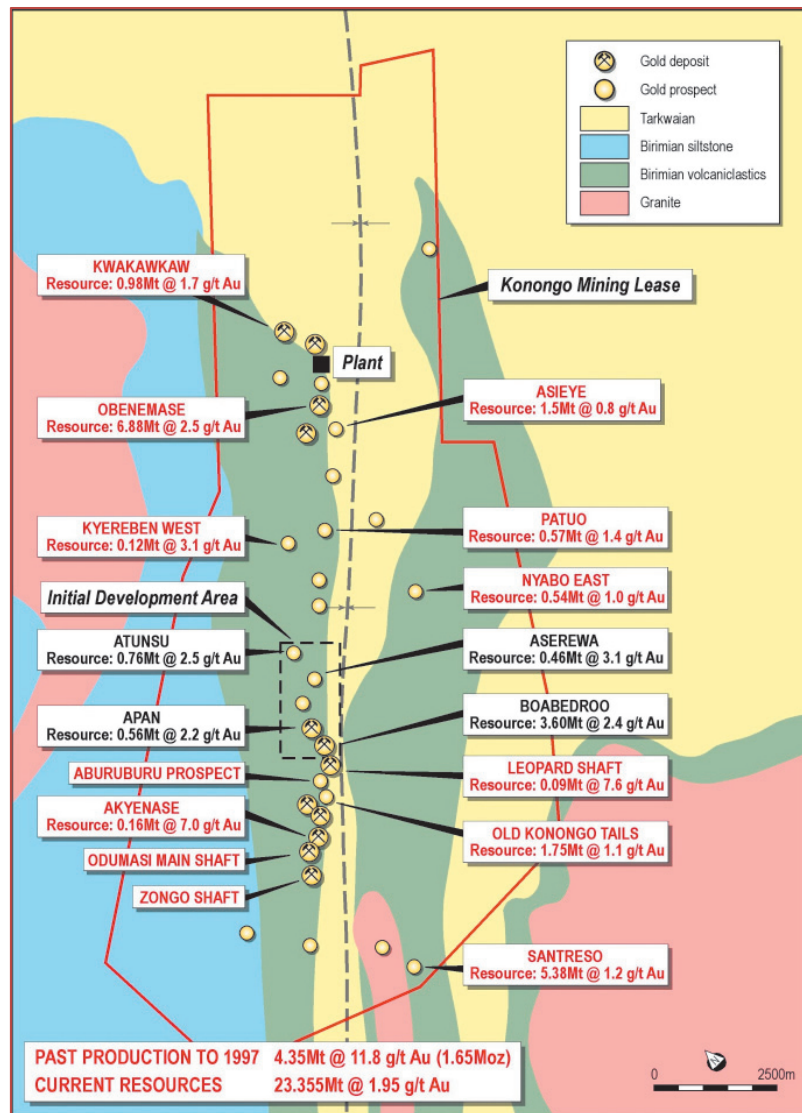 Gold deposit
Gold prospect
Tarkwaian
Birimian siltstone
Birimian volcaniclastics
Granite
KWAKAWKAW
Resource: 0.98Mt @ 1.7 g/t Au
Konongo Mining Lease
Plant
OBENEMASE
Resource: 6.88Mt @ 2.5 g/t Au
ASIEYE
Resource: 1.5Mt @ 0.8 g/t Au
KYEREBEN WEST
Resource: 0.12Mt @ 3.1 g/t Au
PATUO
Resource: 0.57Mt @ 1.4 g/t Au
NYABO EAST
Resource: 0.54Mt @ 1.0 g/t Au
Initial Development Area
ATUNSU
Resource: 0.76Mt @ 2.5 g/t Au
ASEREWA
Resource: 0.46Mt @ 3.1 g/t Au
APAN
Resource: 0.56Mt @ 2.2 g/t Au
BOABEDROO
Resource: 3.60Mt @ 2.4 g/t Au
ABURUBURU PROSPECT
LEOPARD SHAFT
Resource: 0.09Mt @ 7.6 g/t Au
AKYENASE
Resource: 0.16Mt @ 7.0 g/t Au
OLD KONONGO TAILS
Resource: 1.75Mt @ 1.1 g/t Au
ODUMASI MAIN SHAFT
ZONGO SHAFT
SANTRESO
Resource: 5.38Mt @ 1.2 g/t Au
PAST PRODUCTION TO 1997 4.35Mt @ 11.8 g/t Au (1.65Moz)
CURRENT RESOURCES 23.355Mt @ 1.95 g/t Au
0 2500m